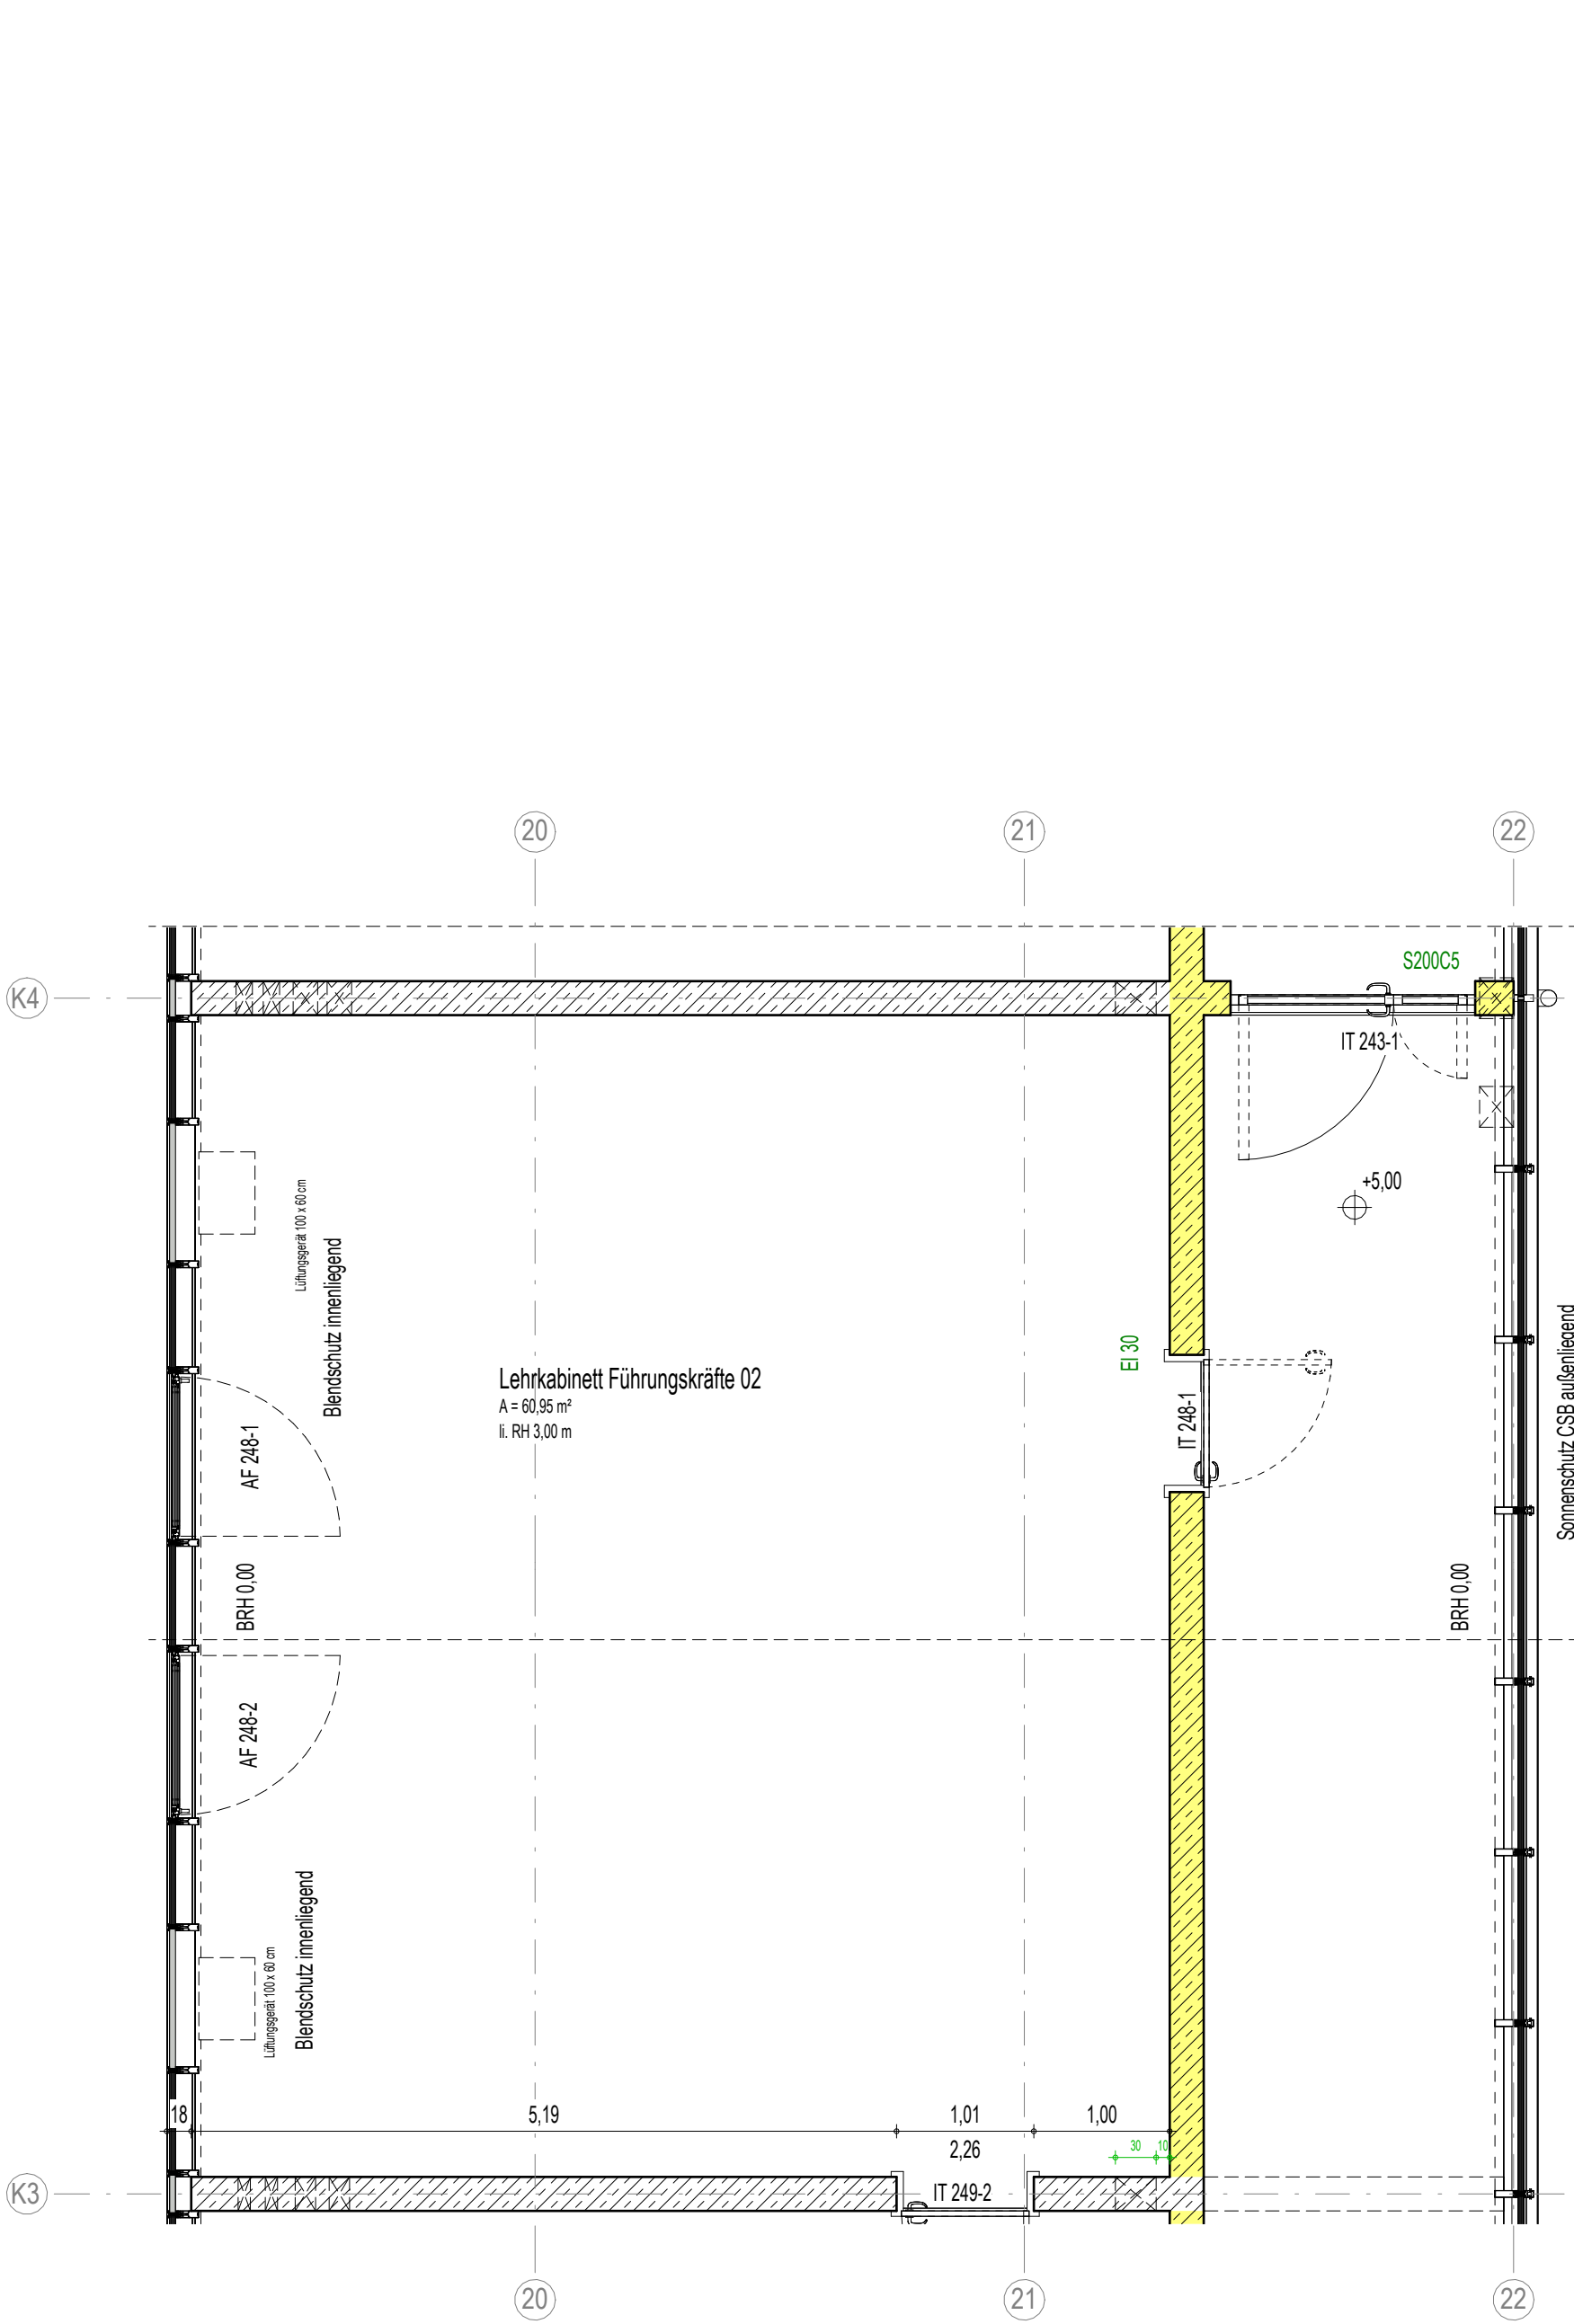 20
21
22
S200C5
K4
IT 243-1
+5,00
Lüftungsgerät 100 x 60 cm
Blendschutz innenliegend
EI 30
Lehrkabinett Führungskräfte 02
A = 60,95 m²
li. RH 3,00 m
IT 248-1
Sonnenschutz CSB außenliegend
AF 248-1
BRH 0,00
BRH 0,00
AF 248-2
Blendschutz innenliegend
Lüftungsgerät 100 x 60 cm
18
5,19
1,01
1,00
2,26
30
10
K3
IT 249-2
20
21
22